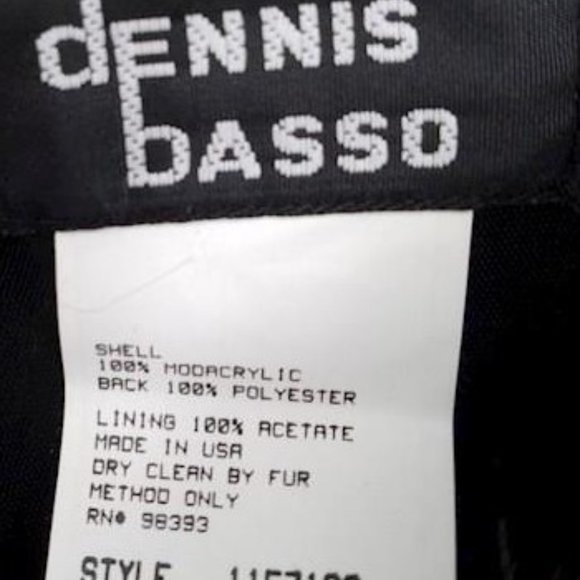 dENNIS
bASSO
SHELL
100% MODACRYLIC
BACK 100% POLYESTER
LINING 100% ACETATE
MADE IN USA
DRY CLEAN BY FUR
METHOD ONLY
RN# 98393
STYLE